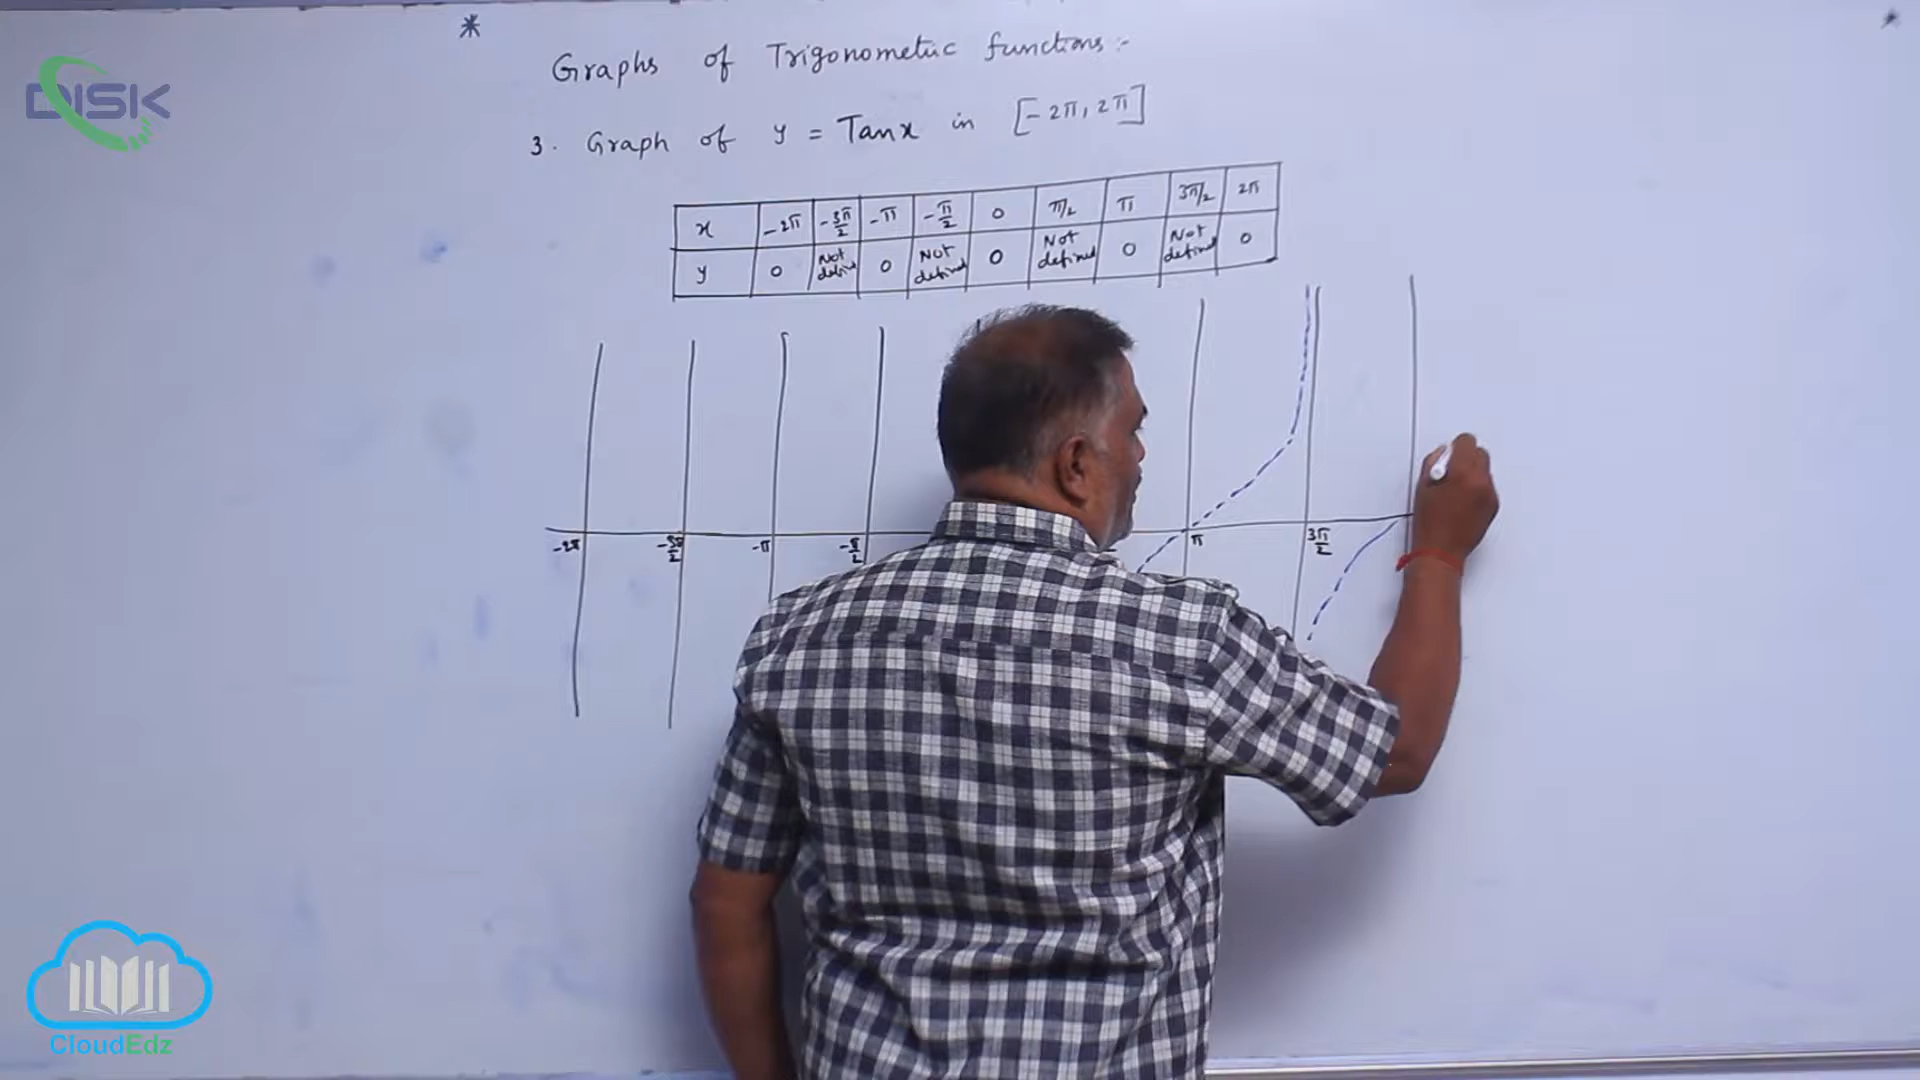 DISK
*
Graphs of Trigonometric functions:-
3. Graph of y = Tanx in [-2π, 2π]
x -2π -3π/2 -π -π/2 0 π/2 π 3π/2 2π
y 0 Not define 0 Not defined 0 Not defined 0 Not defined 0
-2π -3π/2 -π -π/2 π 3π/2
CloudEdz